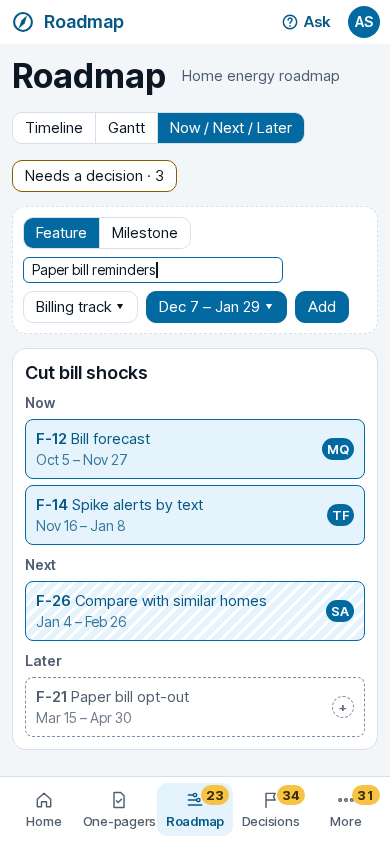 Roadmap
Ask
AS
Roadmap
Home energy roadmap
Timeline
Gantt
Now / Next / Later
Needs a decision · 3
Feature
Milestone
Paper bill reminders
Billing track ▾
Dec 7 – Jan 29 ▾
Add
Cut bill shocks
Now
F-12 Bill forecast
Oct 5 – Nov 27
MQ
F-14 Spike alerts by text
Nov 16 – Jan 8
TF
Next
F-26 Compare with similar homes
Jan 4 – Feb 26
SA
Later
F-21 Paper bill opt-out
Mar 15 – Apr 30
+
Home
One-pagers
23
Roadmap
34
Decisions
31
More